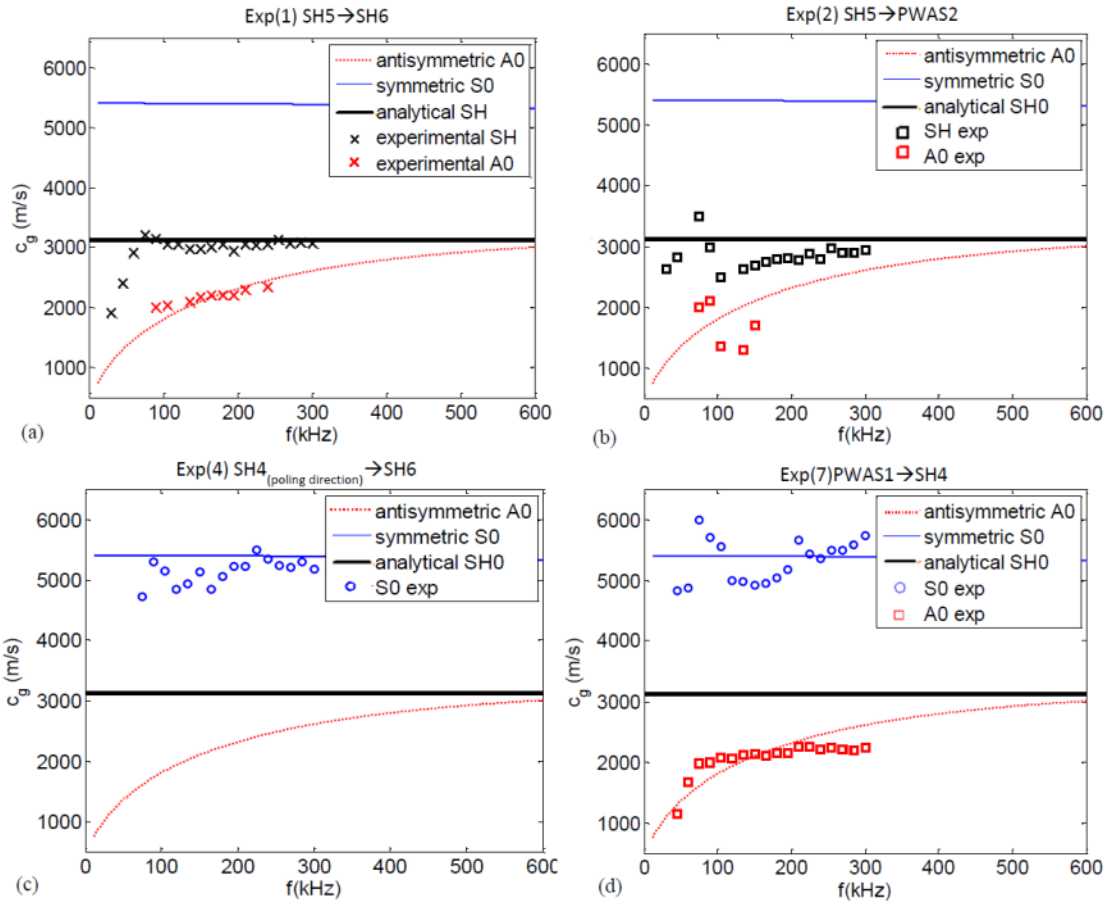 Exp(1) SH5→SH6
c_g (m/s)
6000
5000
4000
3000
2000
1000
antisymmetric A0
symmetric S0
analytical SH
experimental SH
experimental A0
0 100 200 300 400 500 600
f(kHz)
(a)
Exp(2) SH5→PWAS2
c_g (m/s)
6000
5000
4000
3000
2000
1000
antisymmetric A0
symmetric S0
analytical SH0
SH exp
A0 exp
0 100 200 300 400 500 600
f(kHz)
(b)
Exp(4) SH4(poling direction)→SH6
c_g (m/s)
6000
5000
4000
3000
2000
1000
antisymmetric A0
symmetric S0
analytical SH0
S0 exp
0 100 200 300 400 500 600
f(kHz)
(c)
Exp(7)PWAS1→SH4
c_g (m/s)
6000
5000
4000
3000
2000
1000
antisymmetric A0
symmetric S0
analytical SH0
S0 exp
A0 exp
0 100 200 300 400 500 600
f(kHz)
(d)